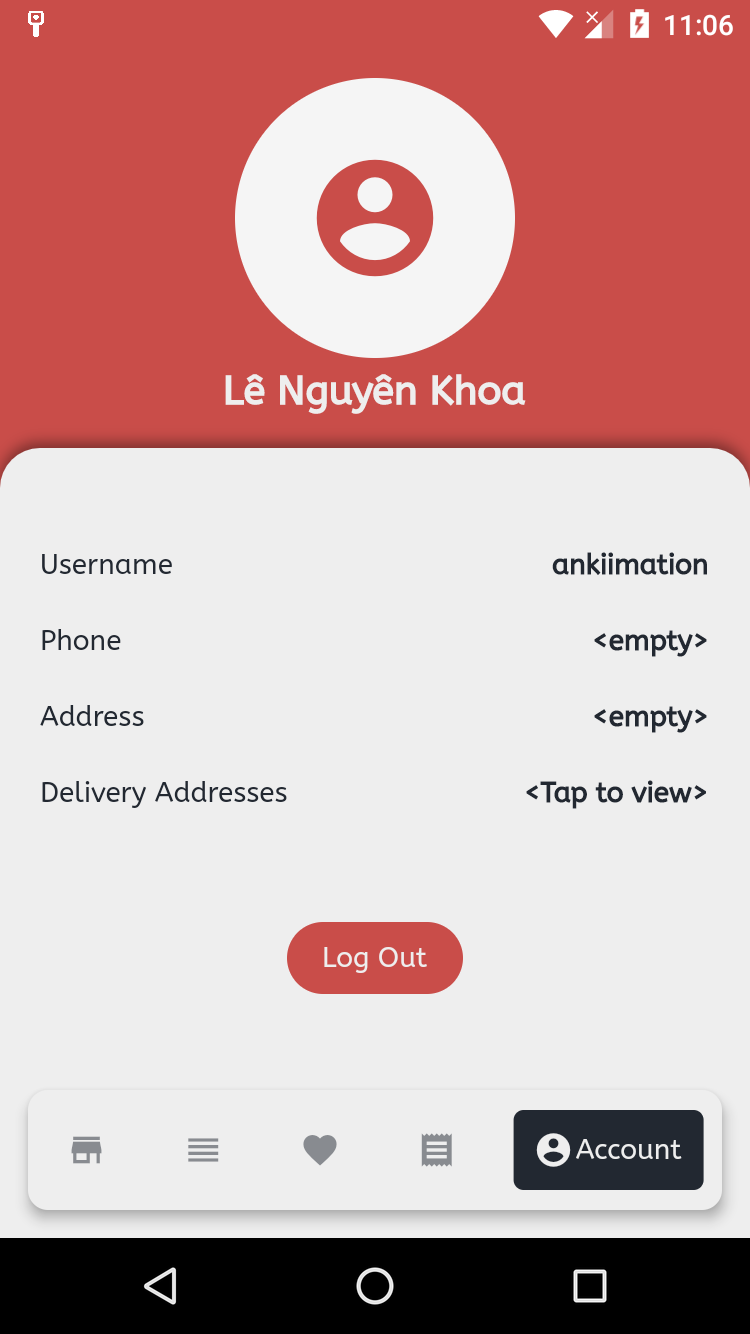 11:06
Lê Nguyên Khoa
Username ankiimation
Phone <empty>
Address <empty>
Delivery Addresses <Tap to view>
Log Out
Account